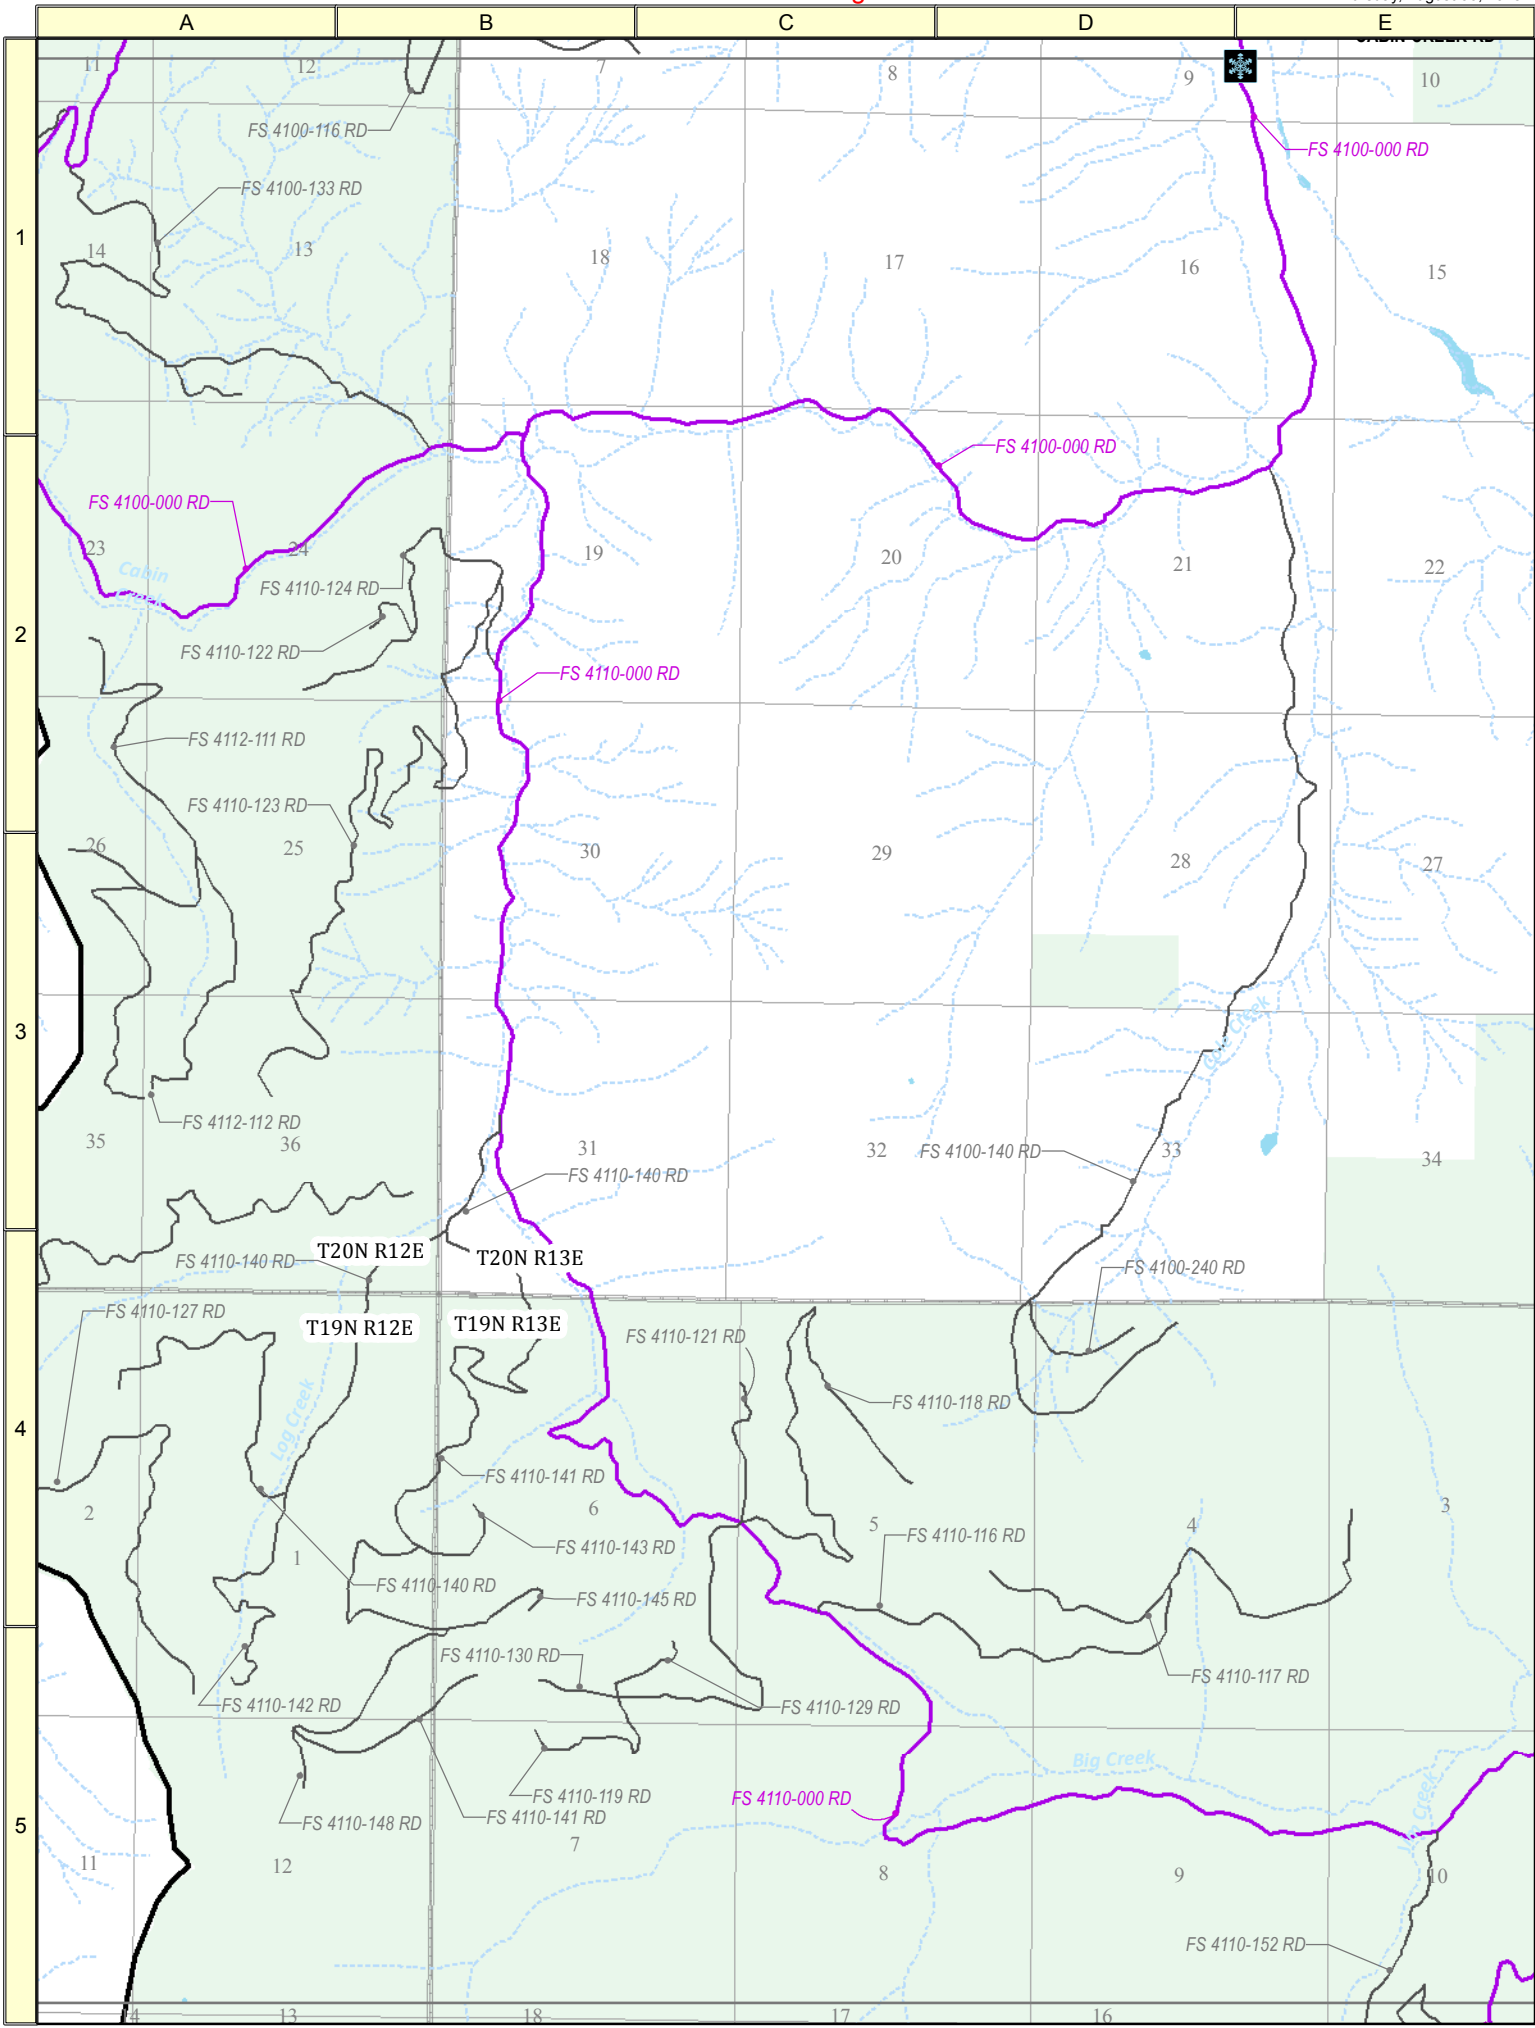 A B C D E
11 12 7 8 9 10
FS 4100-116 RD
FS 4100-000 RD
FS 4100-133 RD
1
14 13 18 17 16 15
FS 4100-000 RD
FS 4100-000 RD
23 24 19 20 21 22
Cabin
Creek
FS 4110-124 RD
2
FS 4110-122 RD
FS 4110-000 RD
FS 4112-111 RD
FS 4110-123 RD
26 25 30 29 28 27
3
Creek
FS 4112-112 RD
35 36 31 32 33 34
FS 4100-140 RD
FS 4110-140 RD
T20N R12E
T20N R13E
FS 4110-140 RD
FS 4100-240 RD
FS 4110-127 RD
T19N R12E
T19N R13E
FS 4110-121 RD
FS 4110-118 RD
Log Creek
4
FS 4110-141 RD
2 1 6 5 4 3
FS 4110-116 RD
FS 4110-143 RD
FS 4110-140 RD
FS 4110-145 RD
FS 4110-130 RD
FS 4110-117 RD
FS 4110-142 RD
FS 4110-129 RD
Big Creek
FS 4110-119 RD
FS 4110-000 RD
FS 4110-141 RD
FS 4110-148 RD
5
Creek
11 12 7 8 9 10
FS 4110-152 RD
14 13 18 17 16